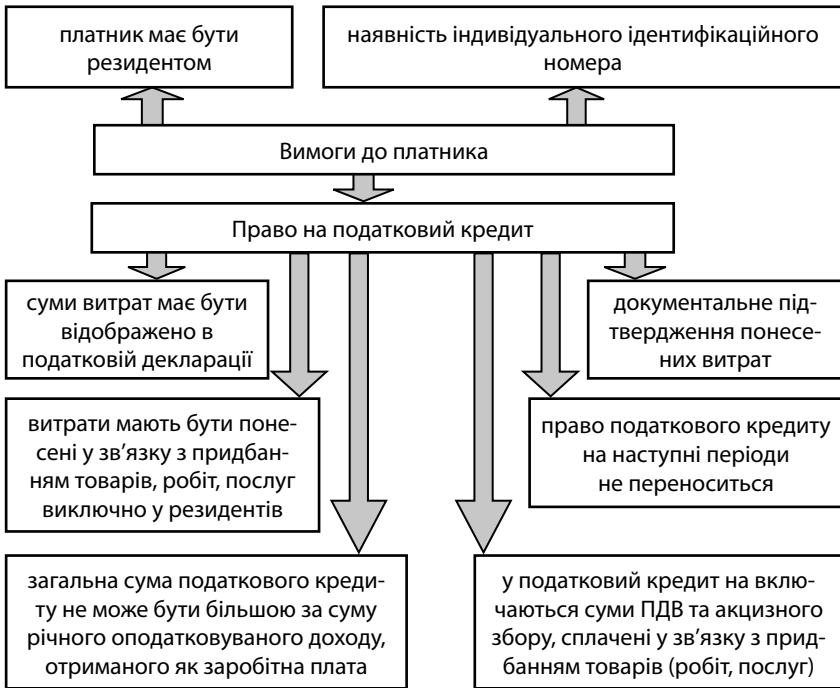 платник має бути
резидентом
наявність індивідуального ідентифікаційного
номера
Вимоги до платника
Право на податковий кредит
суми витрат має бути
відображено в
податковій декларації
документальне під-
твердження понесе-
них витрат
витрати мають бути поне-
сені у зв’язку з придбан-
ням товарів, робіт, послуг
виключно у резидентів
право податкового кредиту
на наступні періоди
не переноситься
загальна сума податкового креди-
ту не може бути більшою за суму
річного оподатковуваного доходу,
отриманого як заробітна плата
у податковий кредит на вклю-
чаються суми ПДВ та акцизного
збору, сплачені у зв’язку з прид-
банням товарів (робіт, послуг)